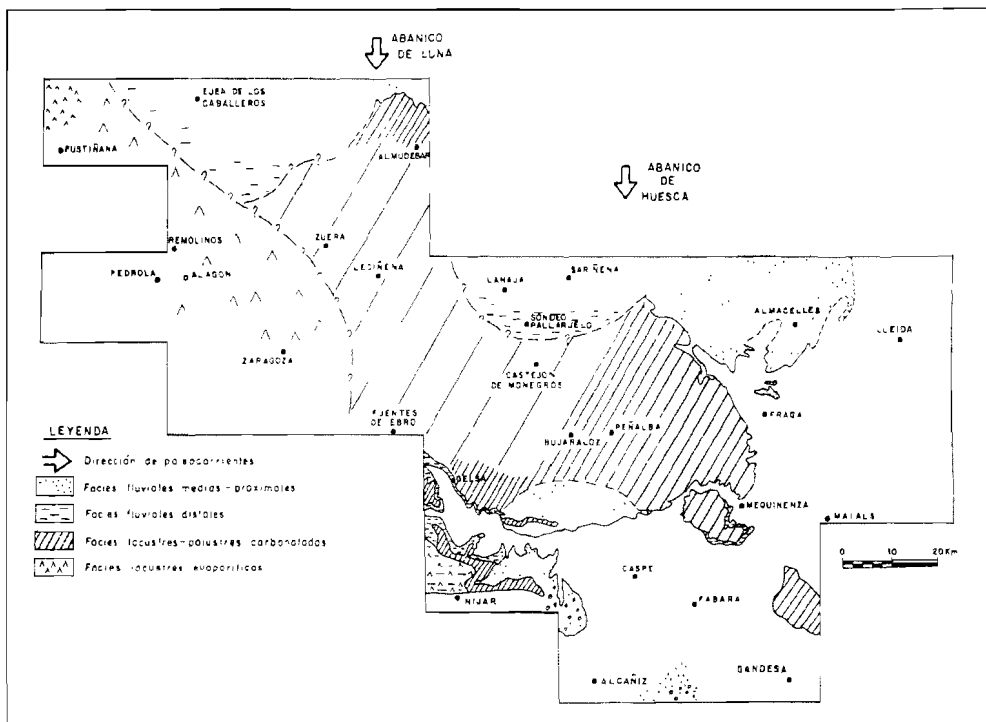 ABANICO
DE LUNA
EJEA DE LOS
CABALLEROS
FUSTIÑANA
ALMUDEBAR
ABANICO
DE
HUESCA
REMOLINOS
ZUERA
PEDROLA
ALAGON
LECIÑENA
LANAJA
SARIÑENA
SONDEO
PALLARUELO
ALMACELLES
LLEIDA
ZARAGOZA
CASTEJON
DE MONEGROS
FRAGA
FUENTES
DE EBRO
BUJARALOZ
PEÑALBA
LEYENDA
Dirección de paleocorrientes
Facies fluviales medias-proximales
Facies fluviales distales
Facies lacustres-palustres carbonatadas
Facies lacustres evaporíticas
GELSA
MEQUINENZA
MAIALS
0 10 20 Km
CASPE
HIJAR
FABARA
ALCAÑIZ
GANDESA